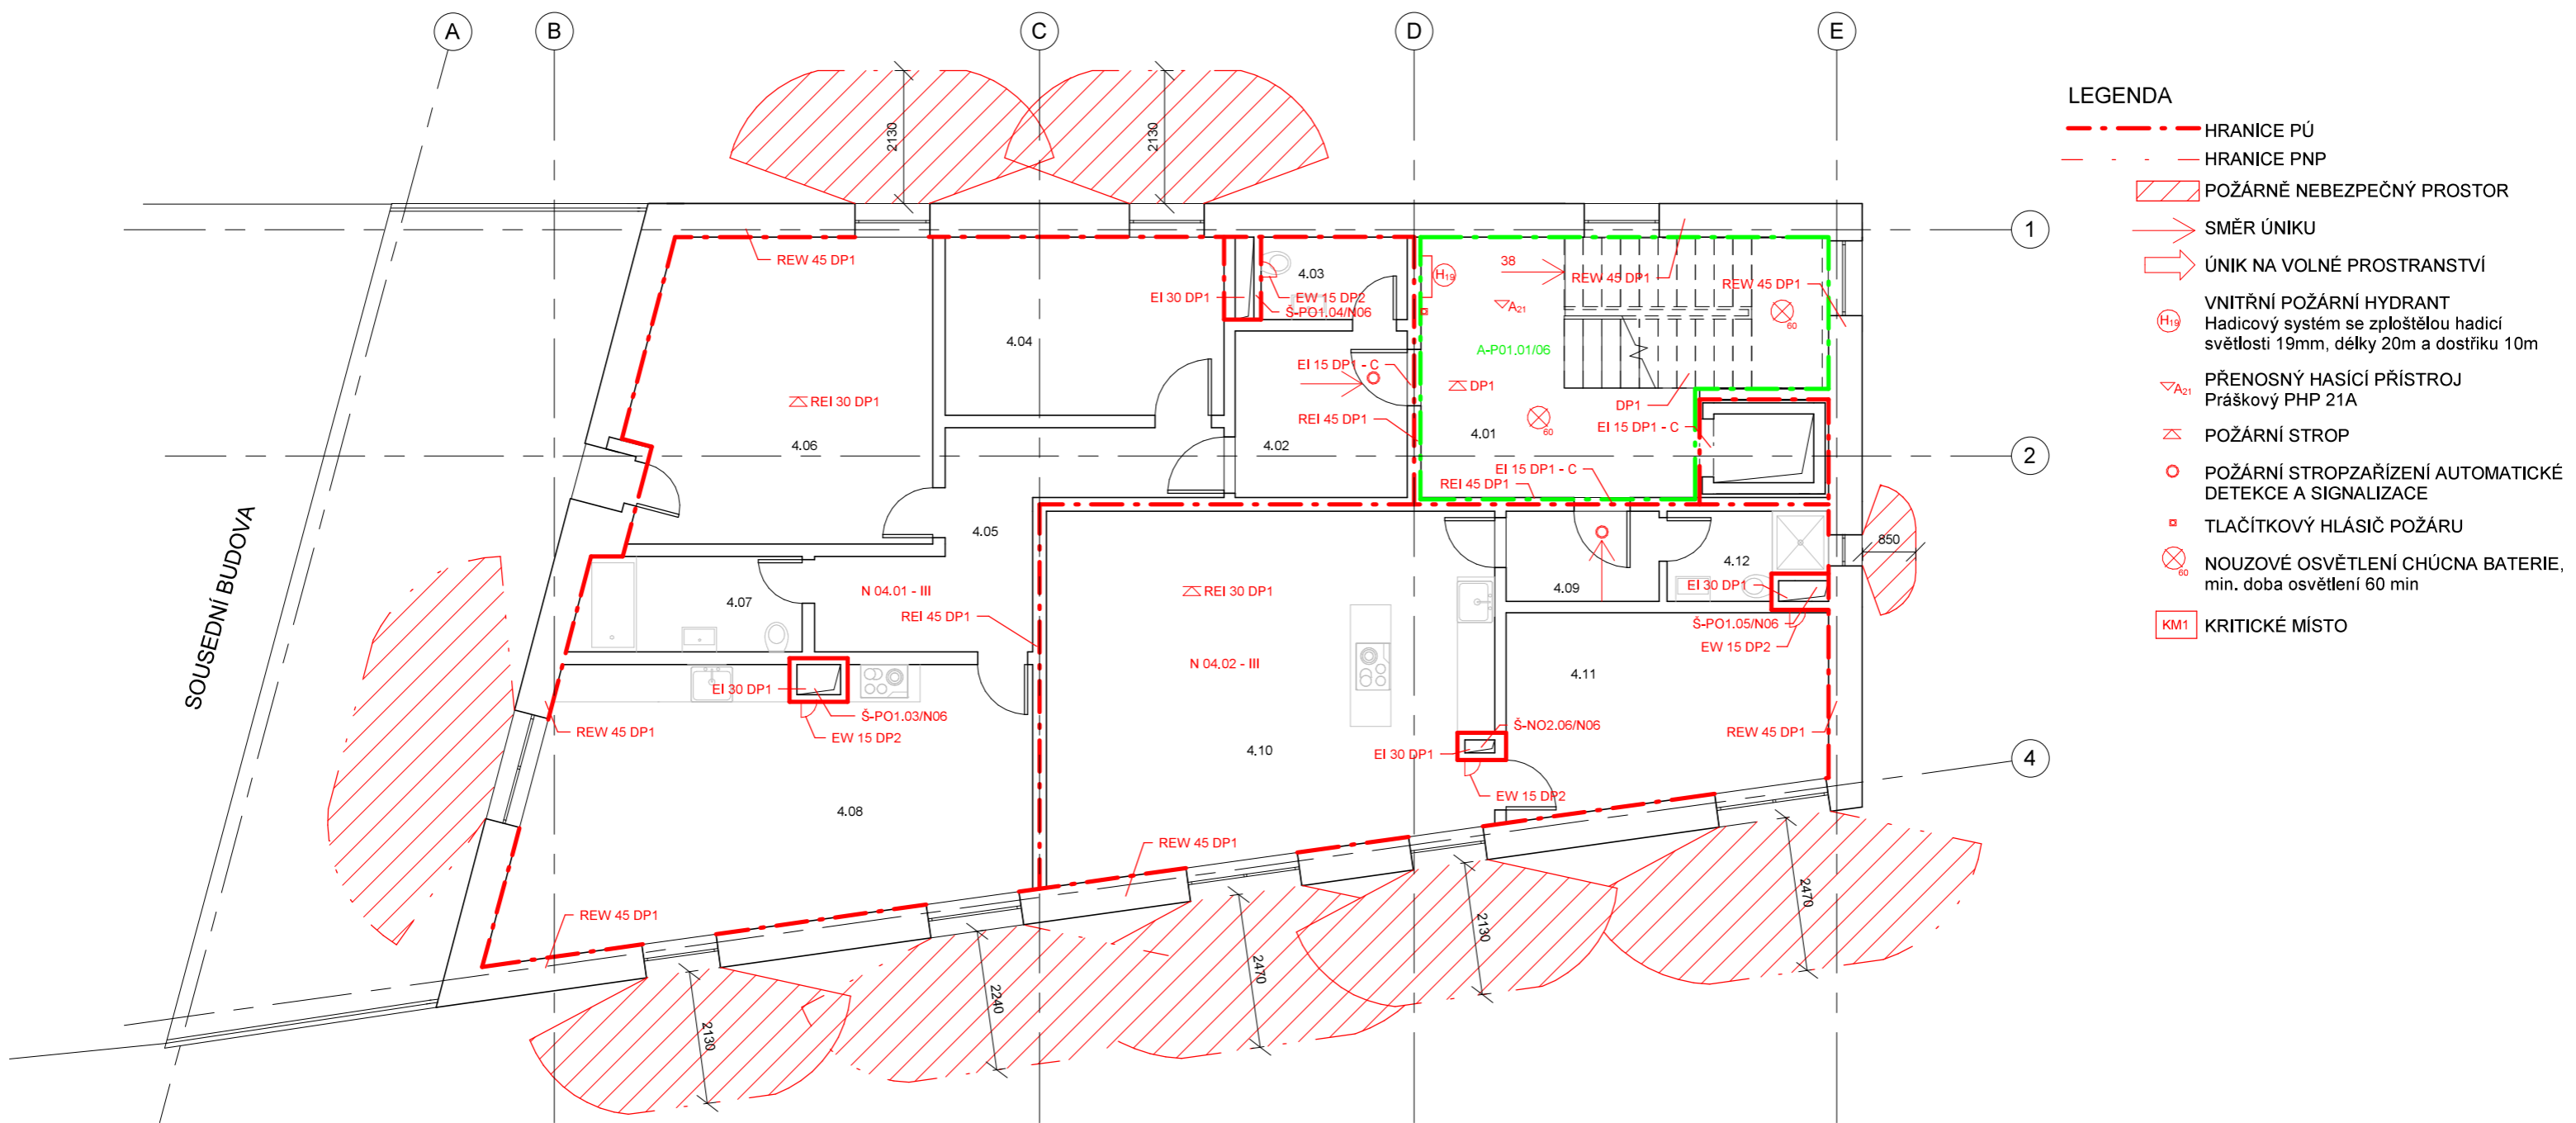 A
B
C
D
E
2130
2130
1
REW 45 DP1
4.03
38
REW 45 DP1
REW 45 DP1
H19
EI 30 DP1
EW 15 DP2
Š-PO1.04/N06
A21
60
4.04
A-P01.01/06
EI 15 DP1 - C
DP1
DP1
REI 30 DP1
REI 45 DP1
60
EI 15 DP1 - C
4.06
4.02
4.01
2
EI 15 DP1 - C
REI 45 DP1
SOUSEDNÍ BUDOVA
4.05
850
4.12
N 04.01 - III
REI 30 DP1
4.09
EI 30 DP1
4.07
REI 45 DP1
Š-PO1.05/N06
EW 15 DP2
N 04.02 - III
4.11
EI 30 DP1
Š-PO1.03/N06
Š-NO2.06/N06
REW 45 DP1
EW 15 DP2
4.10
EI 30 DP1
REW 45 DP1
4
EW 15 DP2
4.08
REW 45 DP1
REW 45 DP1
2470
2130
2470
2240
2130
LEGENDA
HRANICE PÚ
HRANICE PNP
POŽÁRNĚ NEBEZPEČNÝ PROSTOR
SMĚR ÚNIKU
ÚNIK NA VOLNÉ PROSTRANSTVÍ
H19
VNITŘNÍ POŽÁRNÍ HYDRANT
Hadicový systém se zploštělou hadicí
světlosti 19mm, délky 20m a dostřiku 10m
A21
PŘENOSNÝ HASÍCÍ PŘÍSTROJ
Práškový PHP 21A
POŽÁRNÍ STROP
POŽÁRNÍ STROPZAŘÍZENÍ AUTOMATICKÉ
DETEKCE A SIGNALIZACE
TLAČÍTKOVÝ HLÁSIČ POŽÁRU
60
NOUZOVÉ OSVĚTLENÍ CHÚCNA BATERIE,
min. doba osvětlení 60 min
KM1
KRITICKÉ MÍSTO